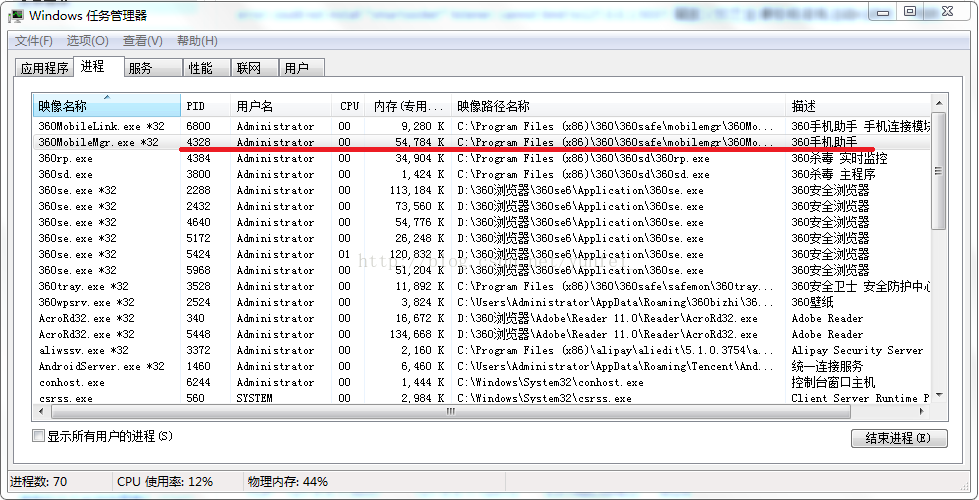 Windows 任务管理器
文件(F) 选项(O) 查看(V) 帮助(H)
应用程序 进程 服务 性能 联网 用户
映像名称 PID 用户名 CPU 内存(专用... 映像路径名称 描述
360MobileLink.exe *32 6800 Administrator 00 9,280 K C:\Program Files (x86)\360\360safe\mobilemgr\360Mo... 360手机助手 手机连接模块
360MobileMgr.exe *32 4328 Administrator 00 54,784 K C:\Program Files (x86)\360\360safe\mobilemgr\360Mo... 360手机助手
360rp.exe 4384 Administrator 00 34,904 K C:\Program Files (x86)\360\360sd\360rp.exe 360杀毒 实时监控
360sd.exe 3800 Administrator 00 1,424 K C:\Program Files (x86)\360\360sd\360sd.exe 360杀毒 主程序
360se.exe *32 2288 Administrator 00 113,184 K D:\360浏览器\360se6\Application\360se.exe 360安全浏览器
360se.exe *32 2432 Administrator 00 73,560 K D:\360浏览器\360se6\Application\360se.exe 360安全浏览器
360se.exe *32 4640 Administrator 00 54,776 K D:\360浏览器\360se6\Application\360se.exe 360安全浏览器
360se.exe *32 5172 Administrator 00 26,248 K D:\360浏览器\360se6\Application\360se.exe 360安全浏览器
360se.exe *32 5424 Administrator 01 120,832 K D:\360浏览器\360se6\Application\360se.exe 360安全浏览器
360se.exe *32 5968 Administrator 00 51,204 K D:\360浏览器\360se6\Application\360se.exe 360安全浏览器
360tray.exe *32 3528 Administrator 00 11,892 K C:\Program Files (x86)\360\360safe\safemon\360tray... 360安全卫士 安全防护中心
360wpsrv.exe *32 2524 Administrator 00 3,824 K C:\Users\Administrator\AppData\Roaming\360bizhi\36... 360壁纸
AcroRd32.exe *32 340 Administrator 00 16,672 K D:\360浏览器\Adobe\Reader 11.0\Reader\AcroRd32.exe Adobe Reader
AcroRd32.exe *32 5448 Administrator 00 134,668 K D:\360浏览器\Adobe\Reader 11.0\Reader\AcroRd32.exe Adobe Reader
aliwssv.exe *32 3372 Administrator 00 2,160 K C:\Program Files (x86)\alipay\aliedit\5.1.0.3754\a... Alipay Security Server
AndroidServer.exe *32 1460 Administrator 00 6,460 K C:\Users\Administrator\AppData\Roaming\Tencent\And... 统一连接服务
conhost.exe 6244 Administrator 00 1,444 K C:\Windows\System32\conhost.exe 控制台窗口主机
csrss.exe 560 SYSTEM 00 2,984 K C:\Windows\System32\csrss.exe Client Server Runtime P
显示所有用户的进程(S)
结束进程(E)
进程数: 70 CPU 使用率: 12% 物理内存: 44%